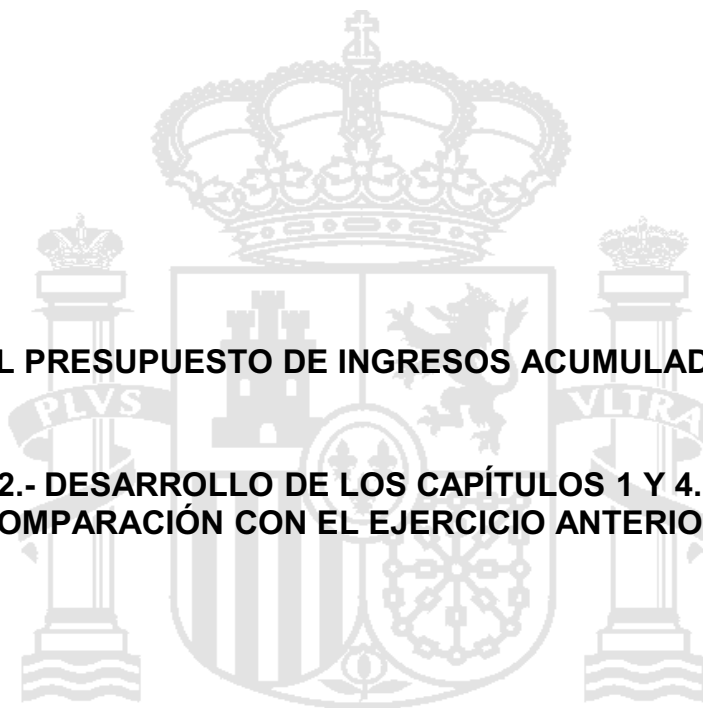 L PRESUPUESTO DE INGRESOS ACUMULAD
PLVS
VLTRA
2.- DESARROLLO DE LOS CAPÍTULOS 1 Y 4.
OMPARACIÓN CON EL EJERCICIO ANTERIO